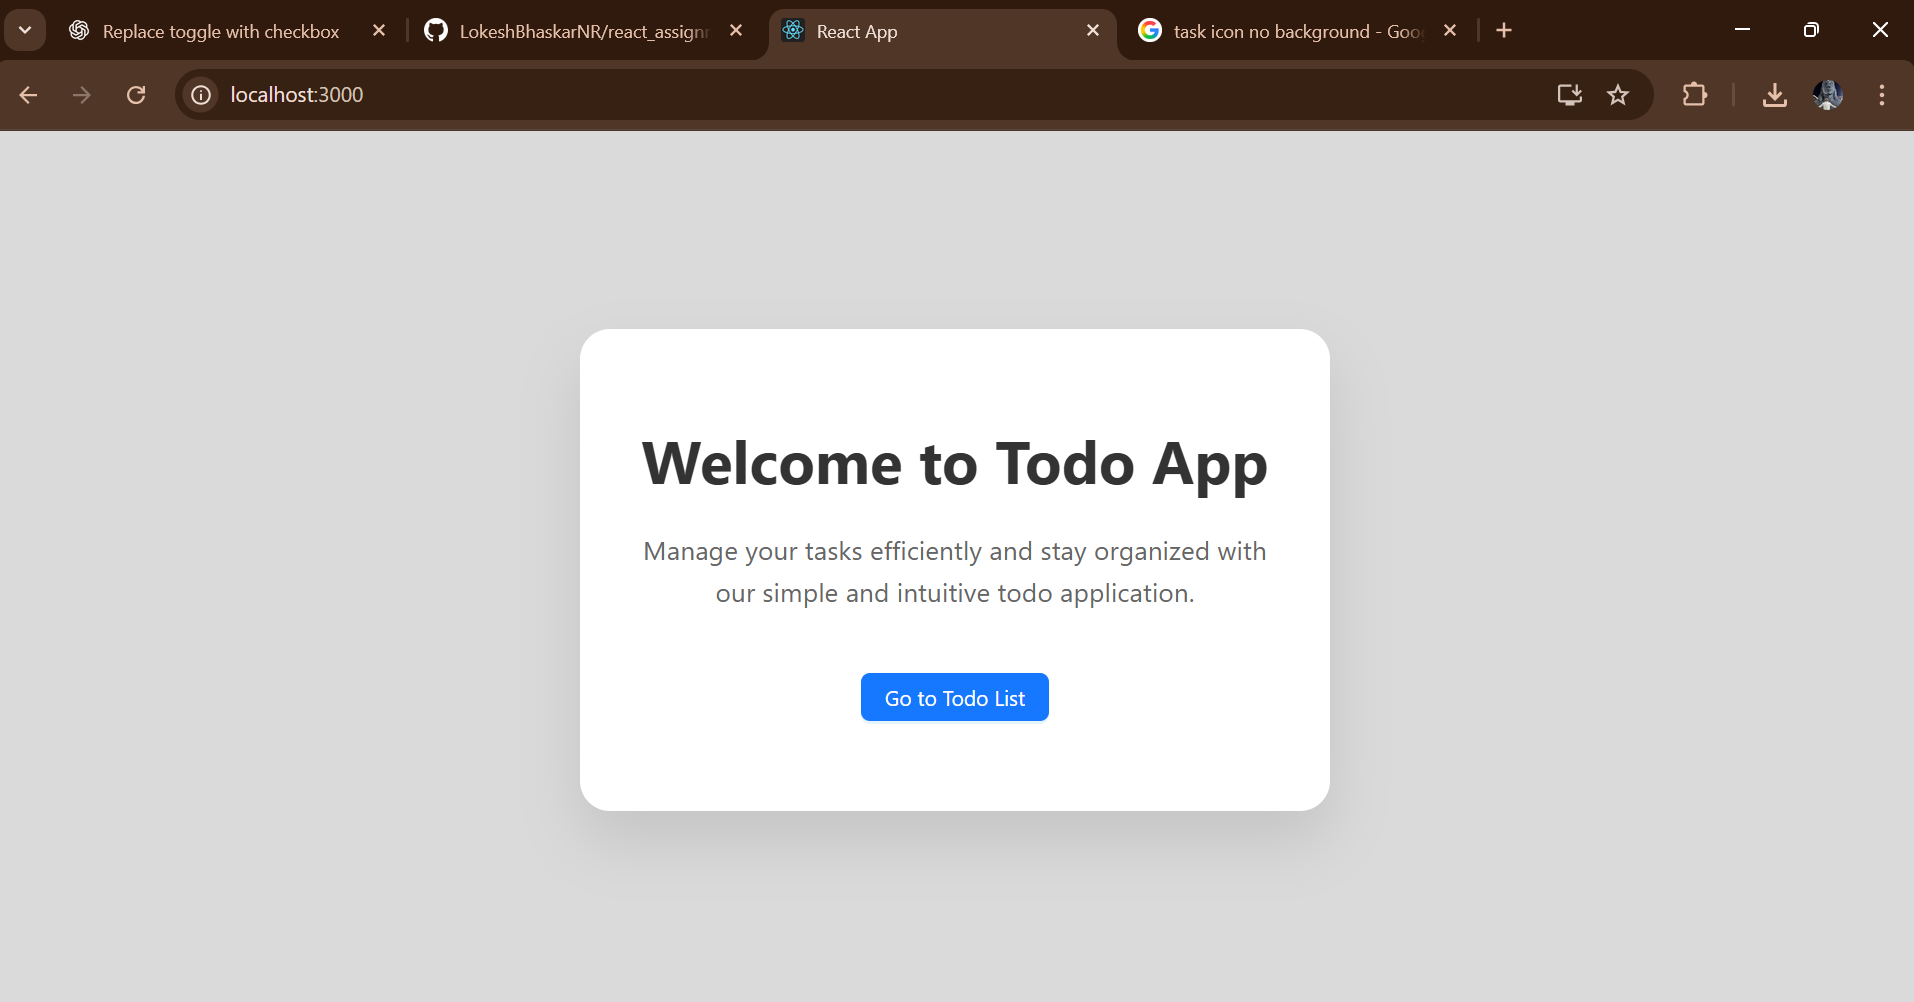 Replace toggle with checkbox
LokeshBhaskarNR/react_assignr
React App
task icon no background - Goo
localhost:3000
Welcome to Todo App
Manage your tasks efficiently and stay organized with
our simple and intuitive todo application.
Go to Todo List